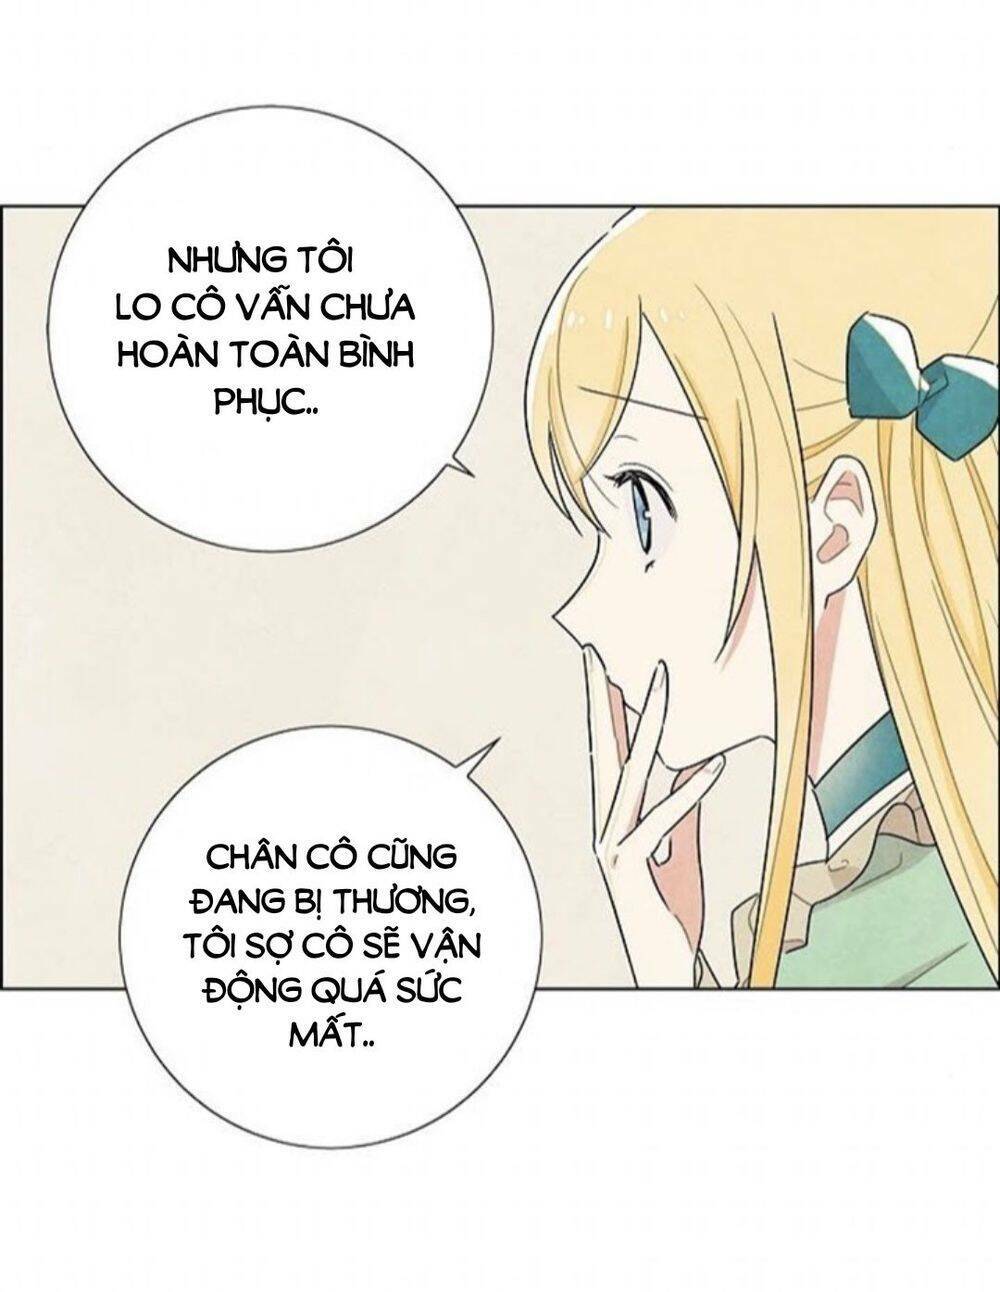 NHƯNG TÔI
LO CÔ VẪN CHƯA
HOÀN TOÀN BÌNH
PHỤC..
CHÂN CÔ CŨNG
ĐANG BỊ THƯƠNG,
TÔI SỢ CÔ SẼ VẬN
ĐỘNG QUÁ SỨC
MẤT..